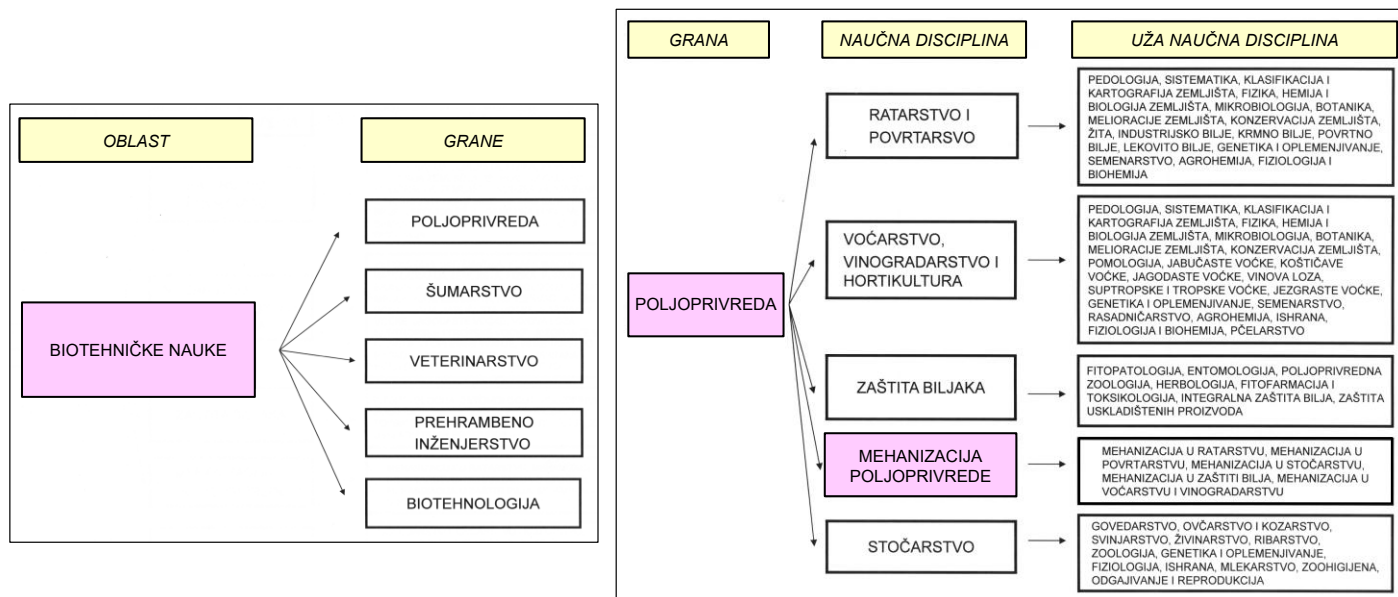 OBLAST
GRANE
BIOTEHNIČKE NAUKE
POLJOPRIVREDA
ŠUMARSTVO
VETERINARSTVO
PREHRAMBENO
INŽENJERSTVO
BIOTEHNOLOGIJA
GRANA
NAUČNA DISCIPLINA
UŽA NAUČNA DISCIPLINA
POLJOPRIVREDA
RATARSTVO I
POVRTARSVO
PEDOLOGIJA, SISTEMATIKA, KLASIFIKACIJA I
KARTOGRAFIJA ZEMLJIŠTA, FIZIKA, HEMIJA I
BIOLOGIJA ZEMLJIŠTA, MIKROBIOLOGIJA, BOTANIKA,
MELIORACIJE ZEMLJIŠTA, KONZERVACIJA ZEMLJIŠTA,
ŽITA, INDUSTRIJSKO BILJE, KRMNO BILJE, POVRTNO
BILJE, LEKOVITO BILJE, GENETIKA I OPLEMENJIVANJE,
SEMENARSTVO, AGROHEMIJA, FIZIOLOGIJA I
BIOHEMIJA
VOĆARSTVO,
VINOGRADARSTVO I
HORTIKULTURA
PEDOLOGIJA, SISTEMATIKA, KLASIFIKACIJA I
KARTOGRAFIJA ZEMLJIŠTA, FIZIKA, HEMIJA I
BIOLOGIJA ZEMLJIŠTA, MIKROBIOLOGIJA, BOTANIKA,
MELIORACIJE ZEMLJIŠTA, KONZERVACIJA ZEMLJIŠTA,
POMOLOGIJA, JABUČASTE VOĆKE, KOŠTIČAVE
VOĆKE, JAGODASTE VOĆKE, VINOVA LOZA,
SUPTROPSKE I TROPSKE VOĆKE, JEZGRASTE VOĆKE,
GENETIKA I OPLEMENJIVANJE, SEMENARSTVO,
RASADNIČARSTVO, AGROHEMIJA, ISHRANA,
FIZIOLOGIJA I BIOHEMIJA, PČELARSTVO
ZAŠTITA BILJAKA
FITOPATOLOGIJA, ENTOMOLOGIJA, POLJOPRIVREDNA
ZOOLOGIJA, HERBOLOGIJA, FITOFARMACIJA I
TOKSIKOLOGIJA, INTEGRALNA ZAŠTITA BILJA, ZAŠTITA
USKLADIŠTENIH PROIZVODA
MEHANIZACIJA
POLJOPRIVREDE
MEHANIZACIJA U RATARSTVU, MEHANIZACIJA U
POVRTARSTVU, MEHANIZACIJA U STOČARSTVU,
MEHANIZACIJA U ZAŠTITI BILJA, MEHANIZACIJA U
VOĆARSTVU I VINOGRADARSTVU
STOČARSTVO
GOVEDARSTVO, OVČARSTVO I KOZARSTVO,
SVINJARSTVO, ŽIVINARSTVO, RIBARSTVO,
ZOOLOGIJA, GENETIKA I OPLEMENJIVANJE,
FIZIOLOGIJA, ISHRANA, MLEKARSTVO, ZOOHIGIJENA,
ODGAJIVANJE I REPRODUKCIJA